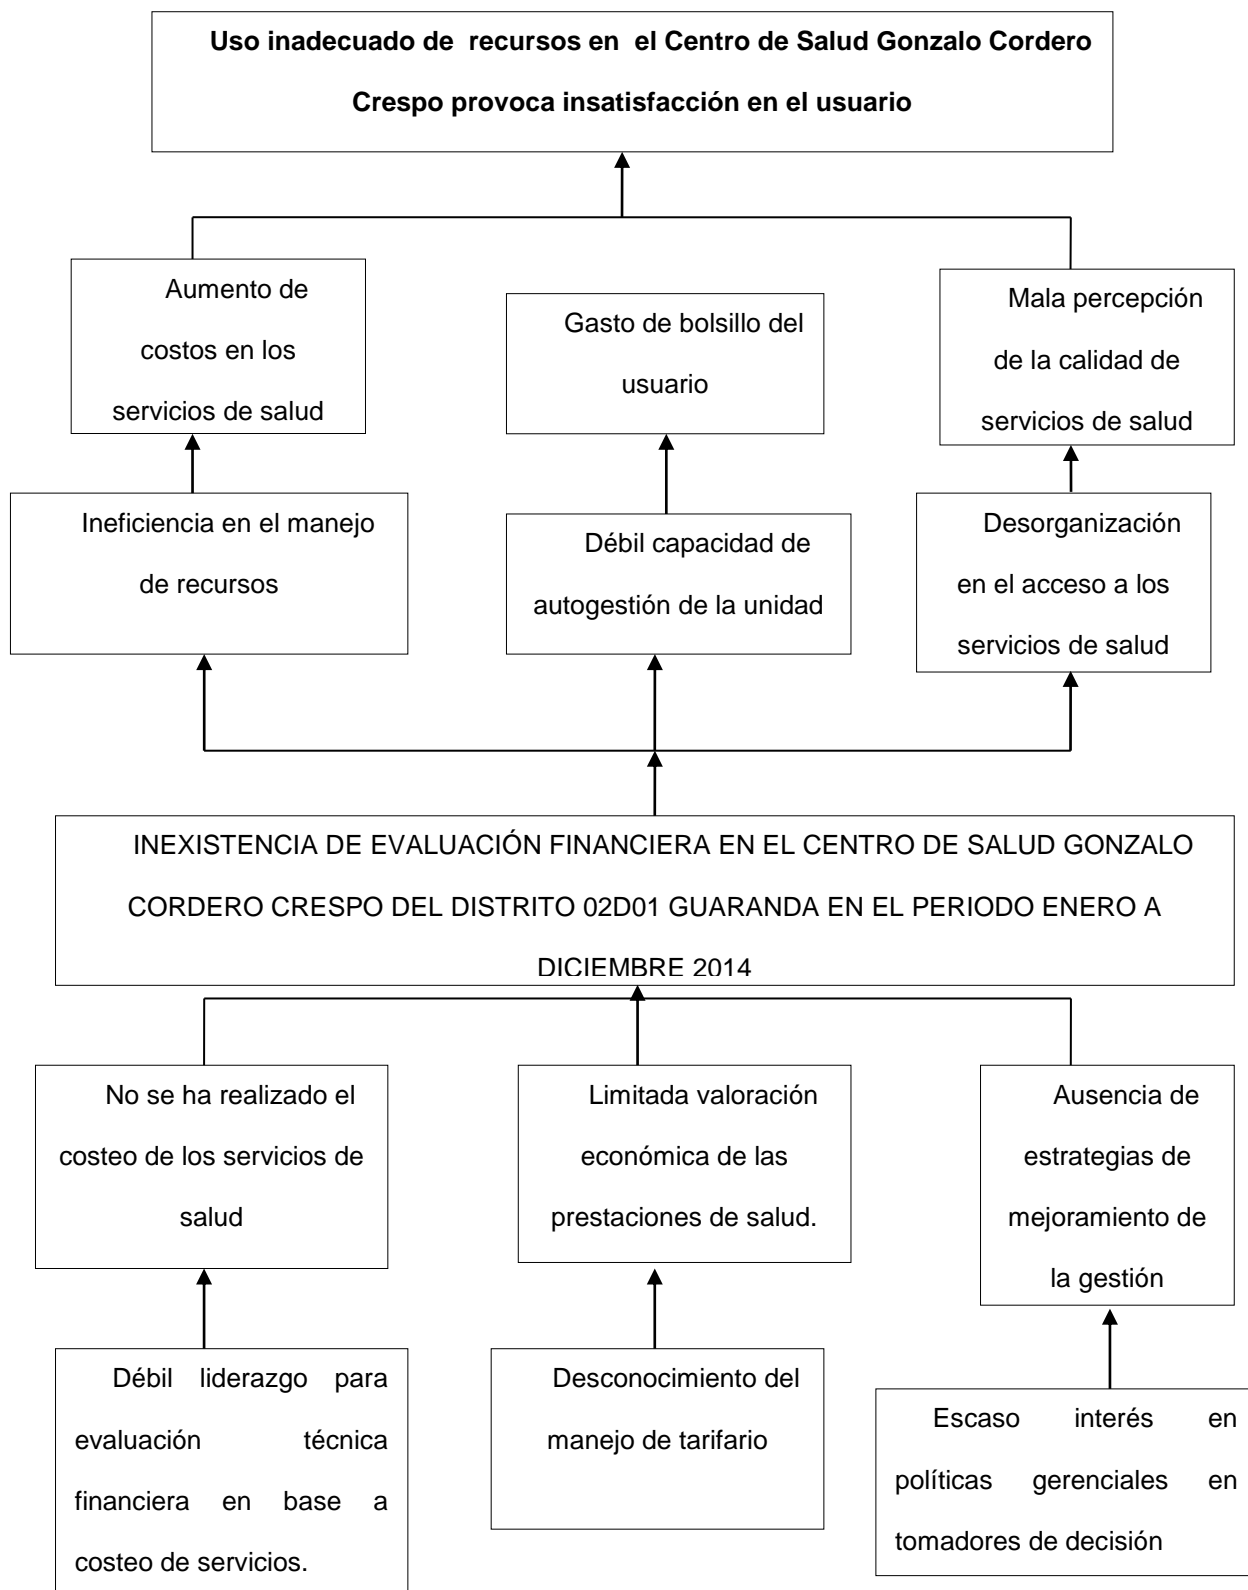 Uso inadecuado de recursos en el Centro de Salud Gonzalo Cordero
Crespo provoca insatisfacción en el usuario
Aumento de
costos en los
servicios de salud
Gasto de bolsillo del
usuario
Mala percepción
de la calidad de
servicios de salud
Ineficiencia en el manejo
de recursos
Débil capacidad de
autogestión de la unidad
Desorganización
en el acceso a los
servicios de salud
INEXISTENCIA DE EVALUACIÓN FINANCIERA EN EL CENTRO DE SALUD GONZALO
CORDERO CRESPO DEL DISTRITO 02D01 GUARANDA EN EL PERIODO ENERO A
DICIEMBRE 2014
No se ha realizado el
costeo de los servicios de
salud
Limitada valoración
económica de las
prestaciones de salud.
Ausencia de
estrategias de
mejoramiento de
la gestión
Débil liderazgo para
evaluación técnica
financiera en base a
costeo de servicios.
Desconocimiento del
manejo de tarifario
Escaso interés en
políticas gerenciales en
tomadores de decisión